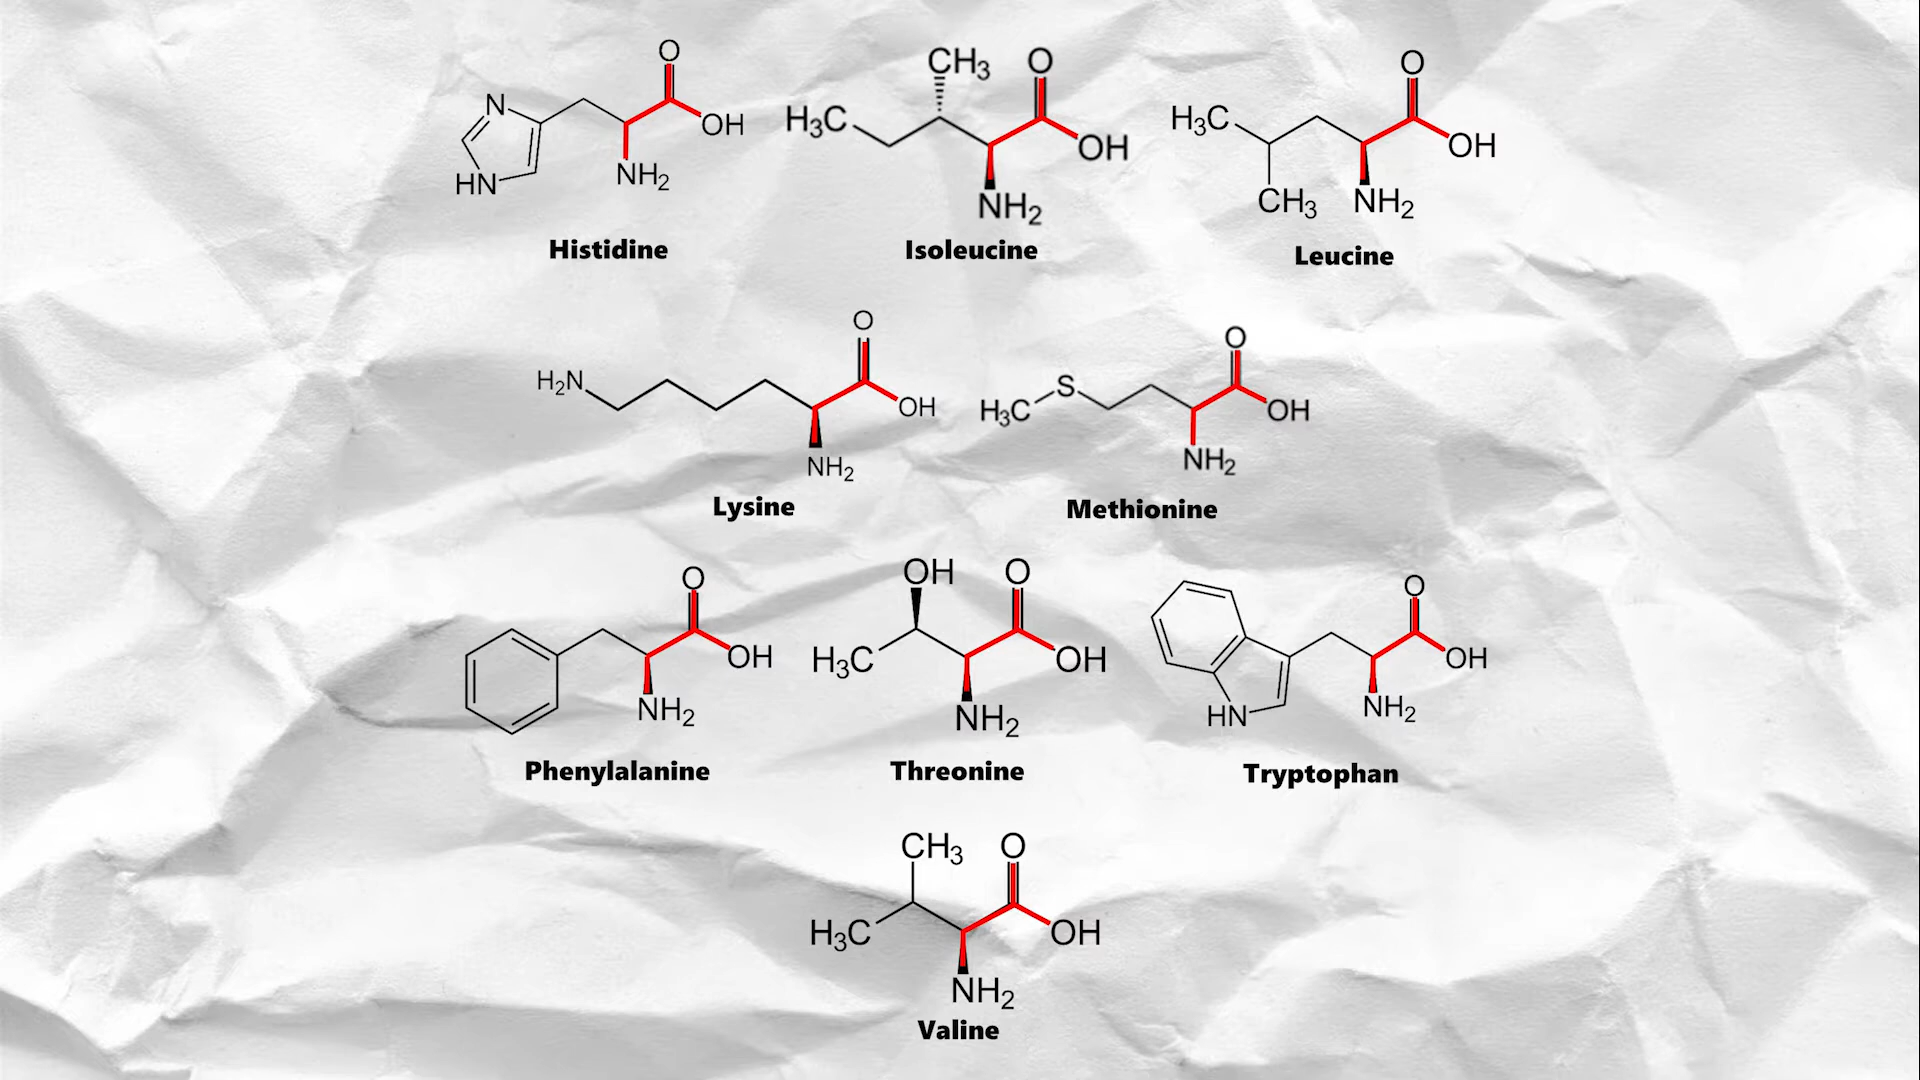 O
N
OH
HN
NH2
Histidine
CH3
O
H3C
OH
NH2
Isoleucine
O
H3C
OH
CH3
NH2
Leucine
O
H2N
OH
NH2
Lysine
O
S
H3C
OH
NH2
Methionine
O
OH
NH2
Phenylalanine
OH
O
H3C
OH
NH2
Threonine
O
OH
HN
NH2
Tryptophan
CH3
O
H3C
OH
NH2
Valine